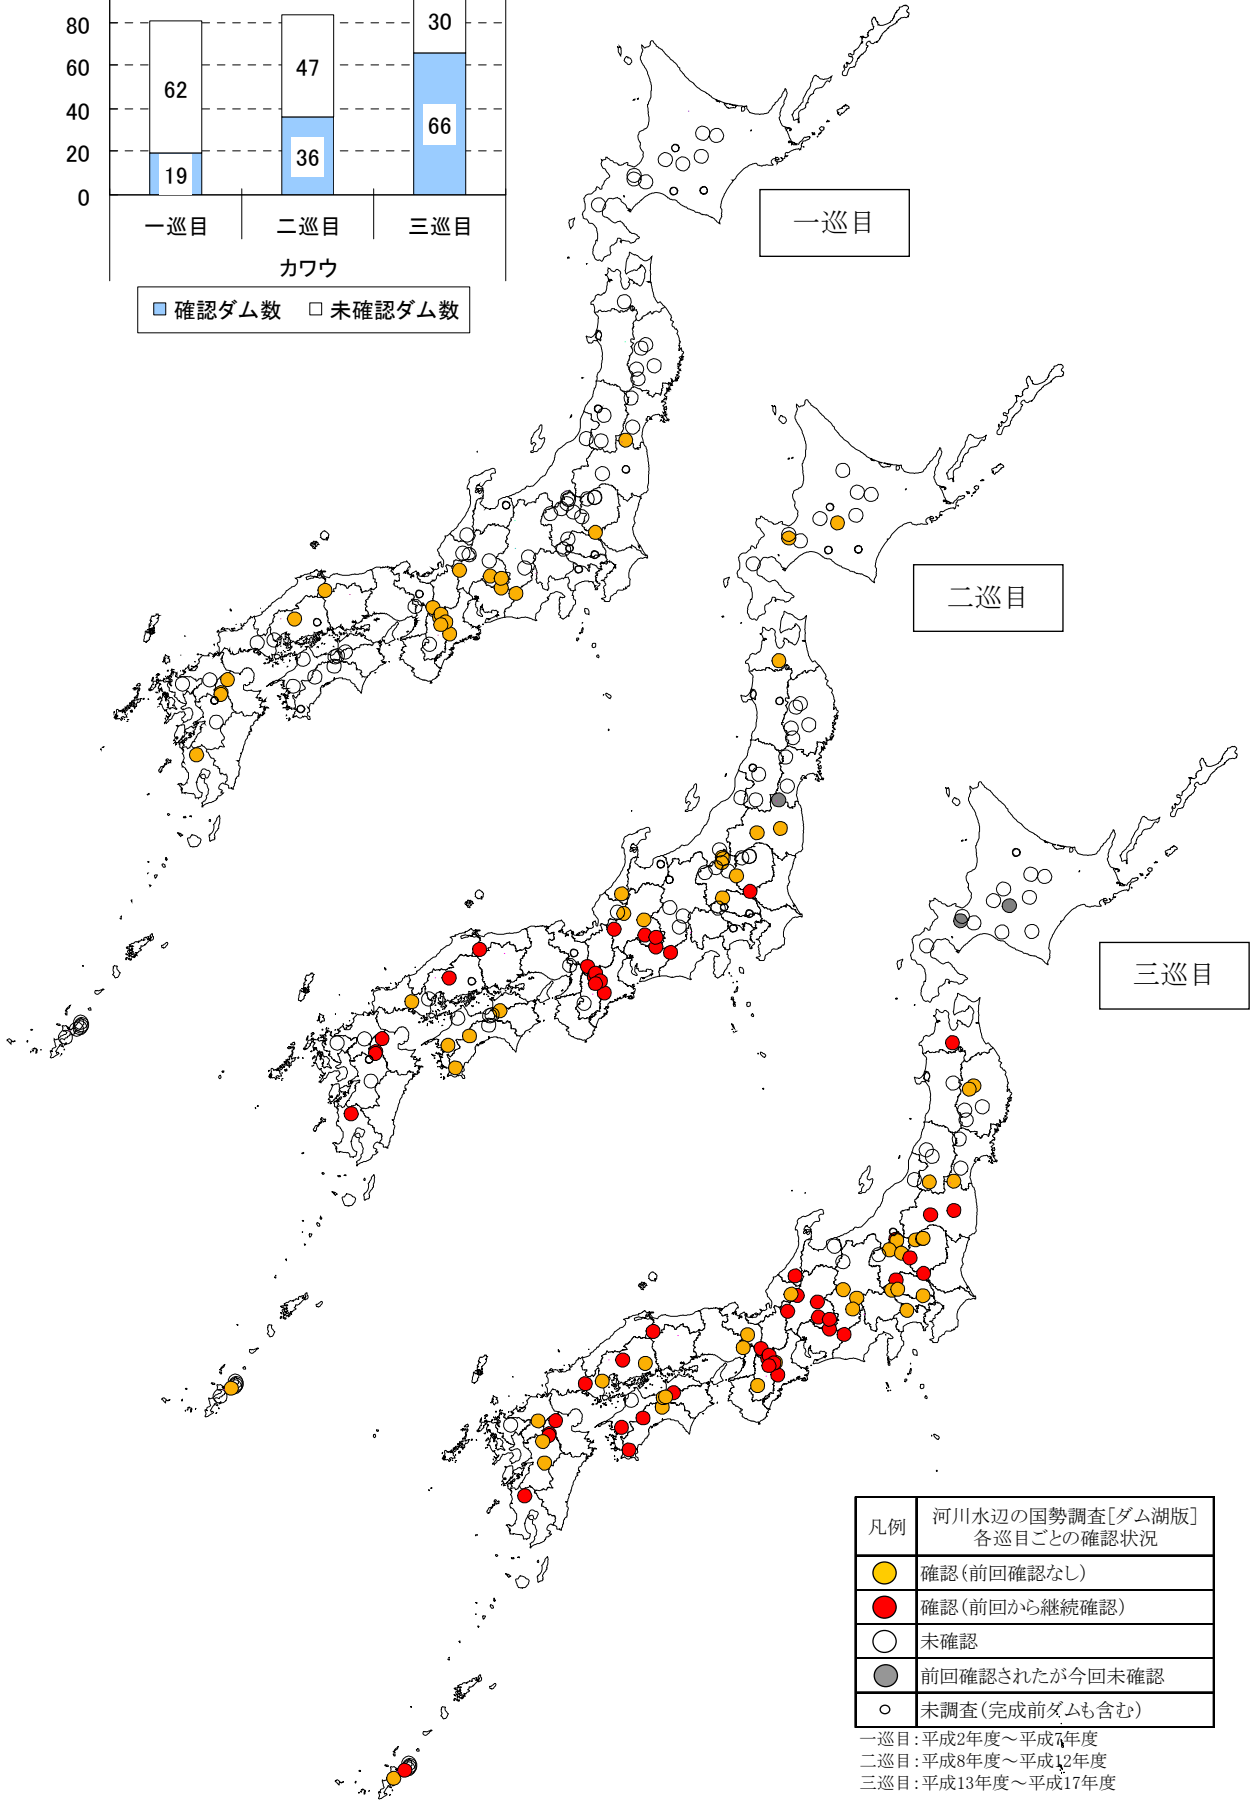 80
60
40
20
0
62
19
47
36
30
66
一巡目
二巡目
三巡目
カワウ
確認ダム数
未確認ダム数
一巡目
二巡目
三巡目
凡例
河川水辺の国勢調査[ダム湖版]
各巡目ごとの確認状況
確認(前回確認なし)
確認(前回から継続確認)
未確認
前回確認されたが今回未確認
未調査(完成前ダムも含む)
一巡目:平成2年度~平成7年度
二巡目:平成8年度~平成12年度
三巡目:平成13年度~平成17年度